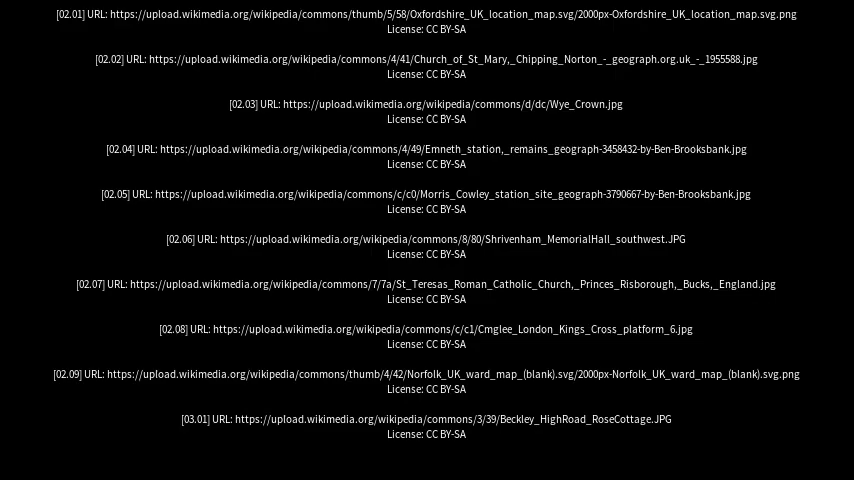 [02.01] URL: https://upload.wikimedia.org/wikipedia/commons/thumb/5/58/Oxfordshire_UK_location_map.svg/2000px-Oxfordshire_UK_location_map.svg.png
License: CC BY-SA
[02.02] URL: https://upload.wikimedia.org/wikipedia/commons/4/41/Church_of_St_Mary,_Chipping_Norton_-_geograph.org.uk_-_1955588.jpg
License: CC BY-SA
[02.03] URL: https://upload.wikimedia.org/wikipedia/commons/d/dc/Wye_Crown.jpg
License: CC BY-SA
[02.04] URL: https://upload.wikimedia.org/wikipedia/commons/4/49/Emneth_station,_remains_geograph-3458432-by-Ben-Brooksbank.jpg
License: CC BY-SA
[02.05] URL: https://upload.wikimedia.org/wikipedia/commons/c/c0/Morris_Cowley_station_site_geograph-3790667-by-Ben-Brooksbank.jpg
License: CC BY-SA
[02.06] URL: https://upload.wikimedia.org/wikipedia/commons/8/80/Shrivenham_MemorialHall_southwest.JPG
License: CC BY-SA
[02.07] URL: https://upload.wikimedia.org/wikipedia/commons/7/7a/St_Teresas_Roman_Catholic_Church,_Princes_Risborough,_Bucks,_England.jpg
License: CC BY-SA
[02.08] URL: https://upload.wikimedia.org/wikipedia/commons/c/c1/Cmglee_London_Kings_Cross_platform_6.jpg
License: CC BY-SA
[02.09] URL: https://upload.wikimedia.org/wikipedia/commons/thumb/4/42/Norfolk_UK_ward_map_(blank).svg/2000px-Norfolk_UK_ward_map_(blank).svg.png
License: CC BY-SA
[03.01] URL: https://upload.wikimedia.org/wikipedia/commons/3/39/Beckley_HighRoad_RoseCottage.JPG
License: CC BY-SA